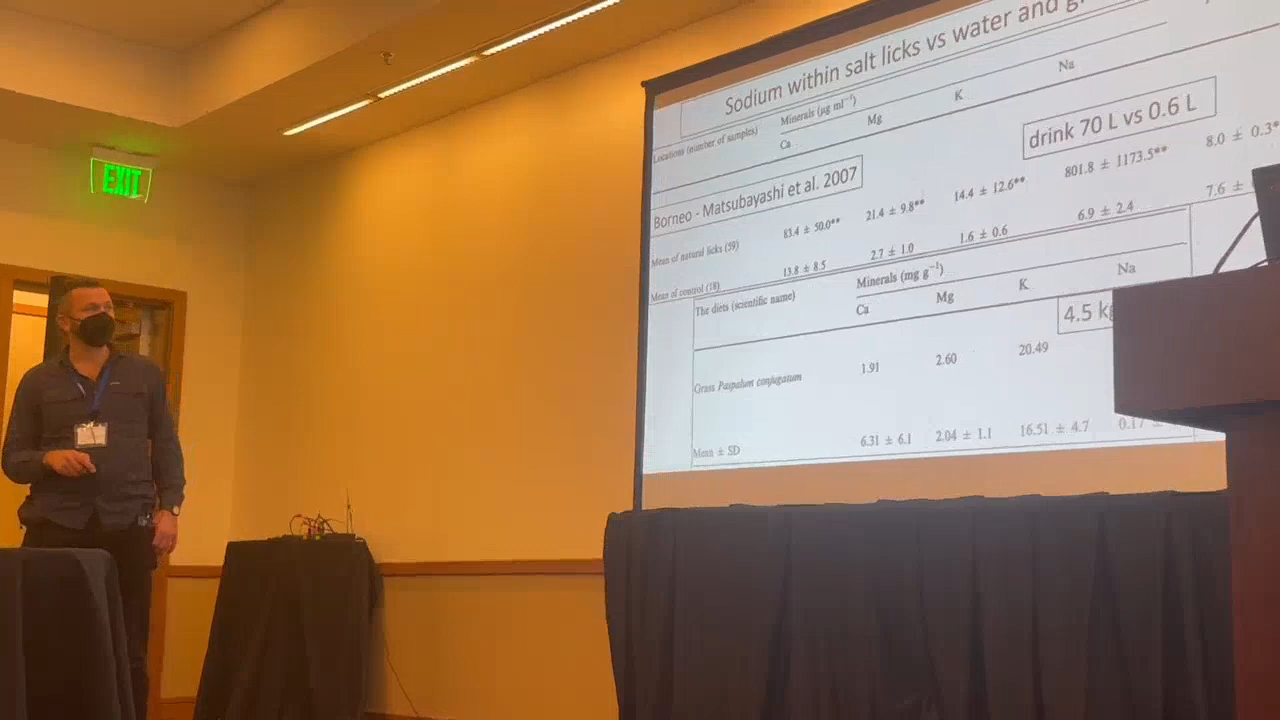 EXIT
Sodium within salt licks vs water and
Locations (number of samples)
Minerals (µg ml⁻¹)
Ca Mg K Na
drink 70 L vs 0.6 L
Borneo - Matsubayashi et al. 2007
Mean of natural licks (59) 83.4 ± 50.0** 21.4 ± 9.8** 14.4 ± 12.6** 801.8 ± 1173.5** 8.0 ± 0.3*
Mean of control (18) 13.8 ± 8.5 2.7 ± 1.0 1.6 ± 0.6 6.9 ± 2.4 7.6 ±
The diets (scientific name)
Minerals (mg g⁻¹)
Ca Mg K Na
4.5 kg
Grass Paspalum conjugatum 1.91 2.60 20.49
Mean ± SD 6.31 ± 6.1 2.04 ± 1.1 16.51 ± 4.7 0.17 ±